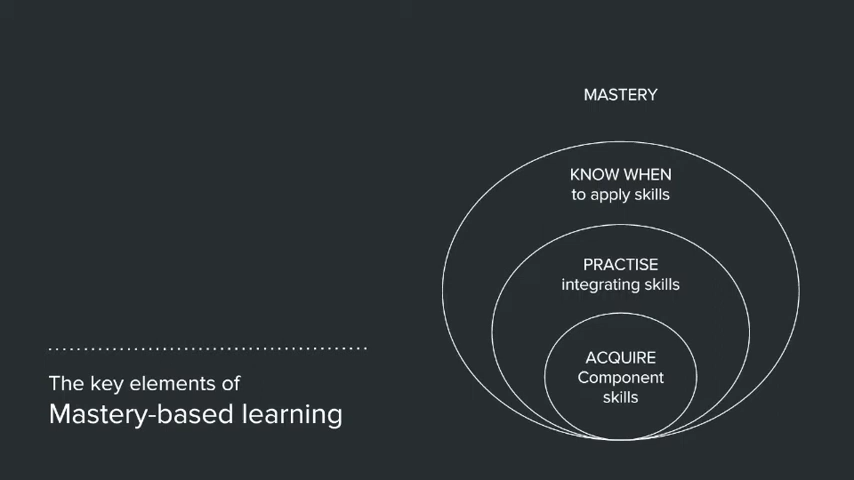 MASTERY
KNOW WHEN
to apply skills
PRACTISE
integrating skills
ACQUIRE
Component
skills
The key elements of
Mastery-based learning